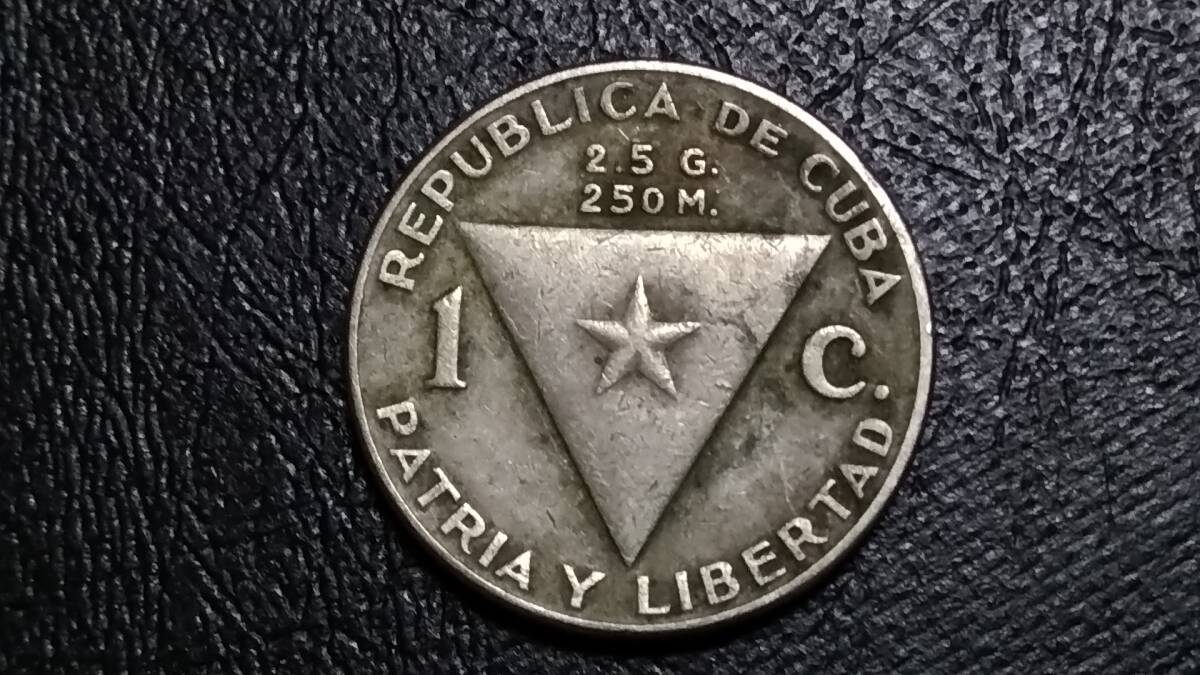 REPUBLICA DE CUBA
2.5 G.
250 M.
1 C.
PATRIA Y LIBERTAD